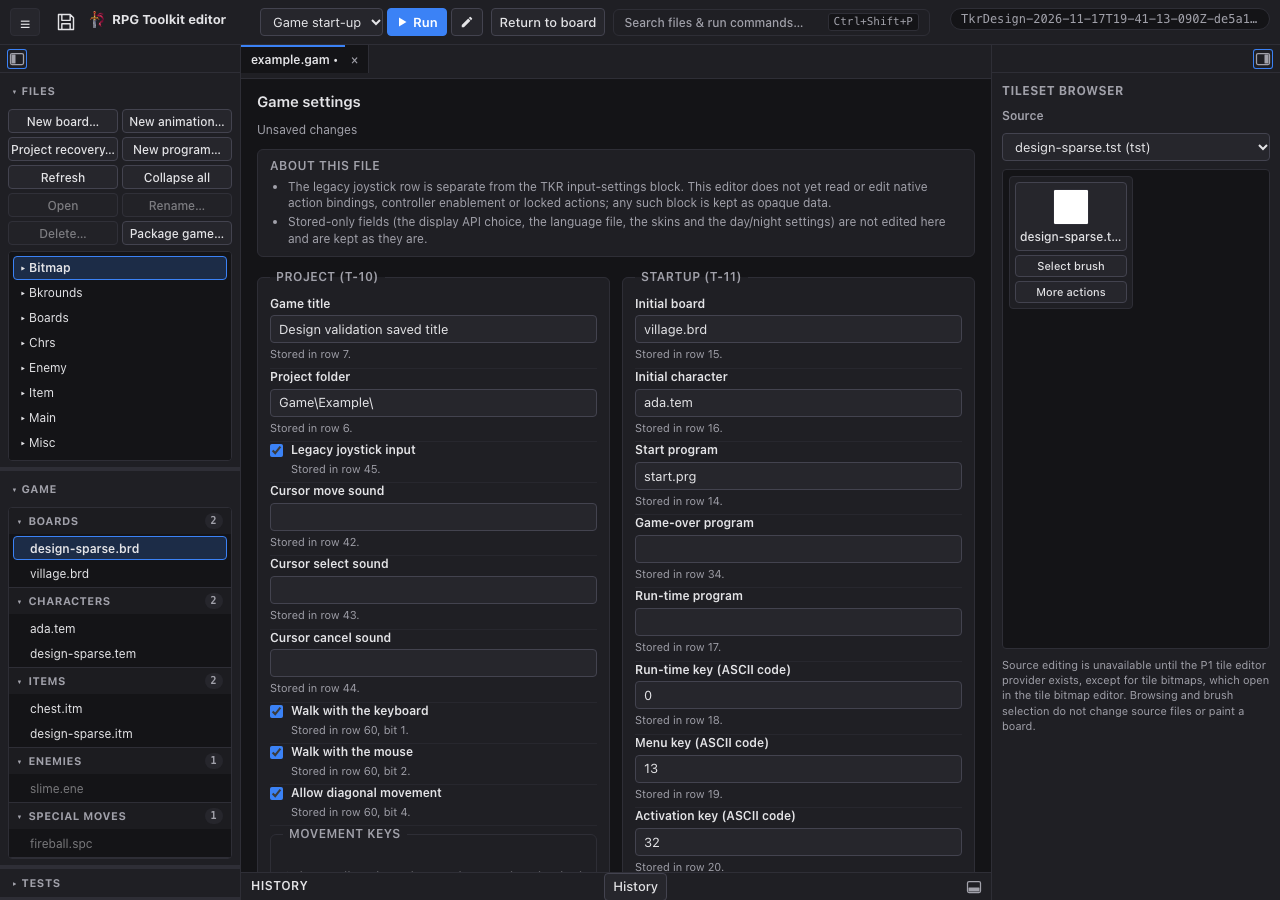 RPG Toolkit editor
Game start-up
Run
Return to board
Search files & run commands…
Ctrl+Shift+P
TkrDesign-2026-11-17T19-41-13-090Z-de5a1…
FILES
New board…
New animation…
Project recovery…
New program…
Refresh
Collapse all
Open
Rename…
Delete…
Package game…
Bitmap
Bkrounds
Boards
Chrs
Enemy
Item
Main
Misc
GAME
BOARDS 2
design-sparse.brd
village.brd
CHARACTERS 2
ada.tem
design-sparse.tem
ITEMS 2
chest.itm
design-sparse.itm
ENEMIES 1
slime.ene
SPECIAL MOVES 1
fireball.spc
TESTS
example.gam • ×
Game settings
Unsaved changes
ABOUT THIS FILE
• The legacy joystick row is separate from the TKR input-settings block. This editor does not yet read or edit native
action bindings, controller enablement or locked actions; any such block is kept as opaque data.
• Stored-only fields (the display API choice, the language file, the skins and the day/night settings) are not edited here
and are kept as they are.
PROJECT (T-10)
Game title
Design validation saved title
Stored in row 7.
Project folder
Game\Example\
Stored in row 6.
Legacy joystick input
Stored in row 45.
Cursor move sound
Stored in row 42.
Cursor select sound
Stored in row 43.
Cursor cancel sound
Stored in row 44.
Walk with the keyboard
Stored in row 60, bit 1.
Walk with the mouse
Stored in row 60, bit 2.
Allow diagonal movement
Stored in row 60, bit 4.
MOVEMENT KEYS
STARTUP (T-11)
Initial board
village.brd
Stored in row 15.
Initial character
ada.tem
Stored in row 16.
Start program
start.prg
Stored in row 14.
Game-over program
Stored in row 34.
Run-time program
Stored in row 17.
Run-time key (ASCII code)
0
Stored in row 18.
Menu key (ASCII code)
13
Stored in row 19.
Activation key (ASCII code)
32
Stored in row 20.
HISTORY
History
TILESET BROWSER
Source
design-sparse.tst (tst)
design-sparse.t…
Select brush
More actions
Source editing is unavailable until the P1 tile editor
provider exists, except for tile bitmaps, which open
in the tile bitmap editor. Browsing and brush
selection do not change source files or paint a
board.